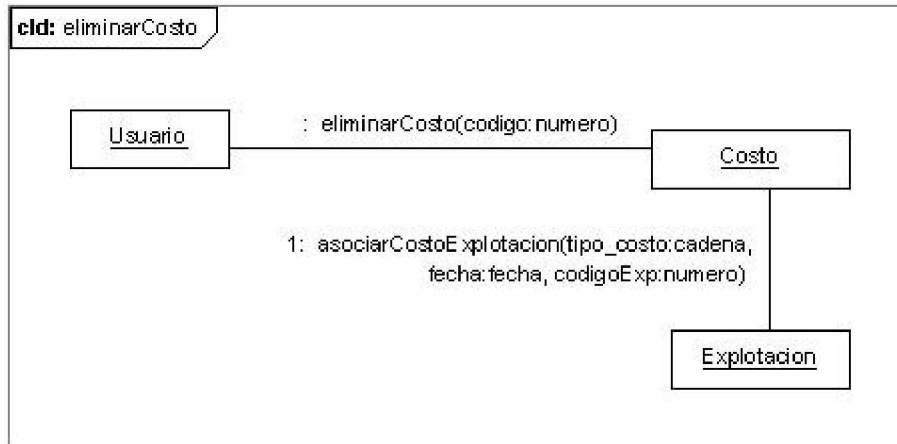 cld: eliminarCosto
Usuario
: eliminarCosto(codigo:numero)
Costo
1: asociarCostoExplotacion(tipo_costo:cadena,
fecha:fecha, codigoExp:numero)
Explotacion